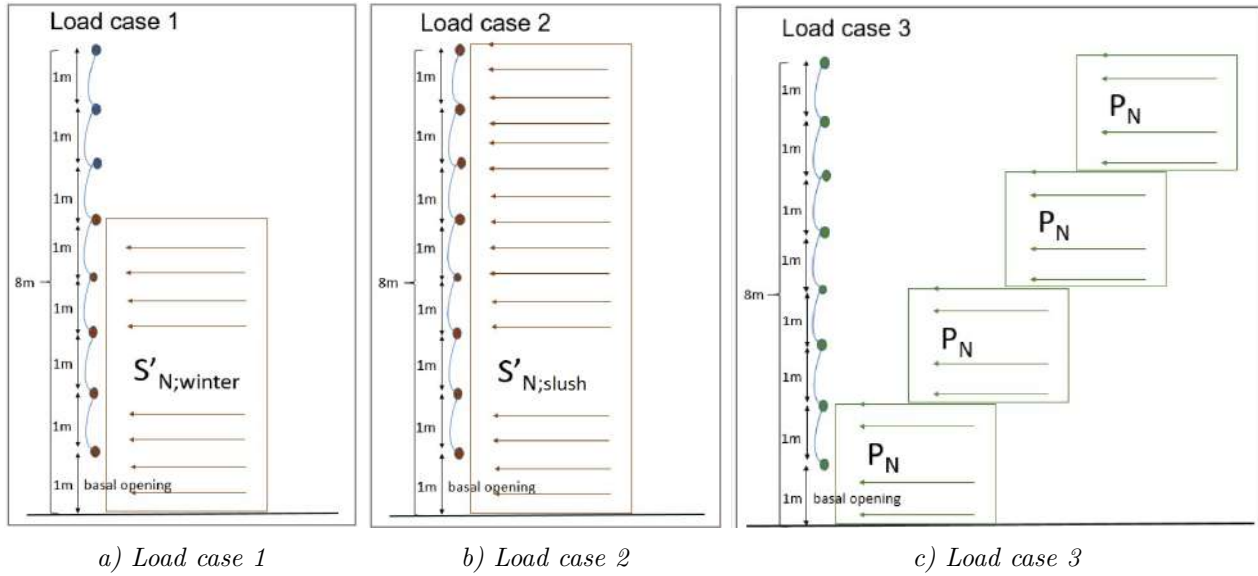 Load case 1
1m
1m
1m
1m
8m
1m
1m
1m
S'N;winter
1m basal opening
Load case 2
1m
1m
1m
1m
8m
1m
1m
1m
S'N;slush
1m basal opening
Load case 3
1m
1m
1m
1m
8m
1m
1m
1m
1m basal opening
PN
PN
PN
PN
a) Load case 1
b) Load case 2
c) Load case 3